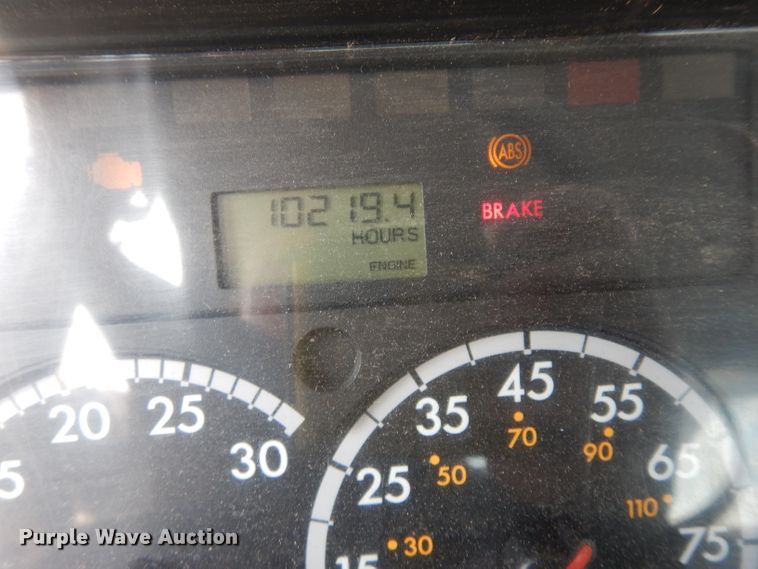 ABS
10219.4
BRAKE
HOURS
ENGINE
20 25 30
15 25 35 45 55 65 75
30 50 70 90 110
Purple Wave Auction